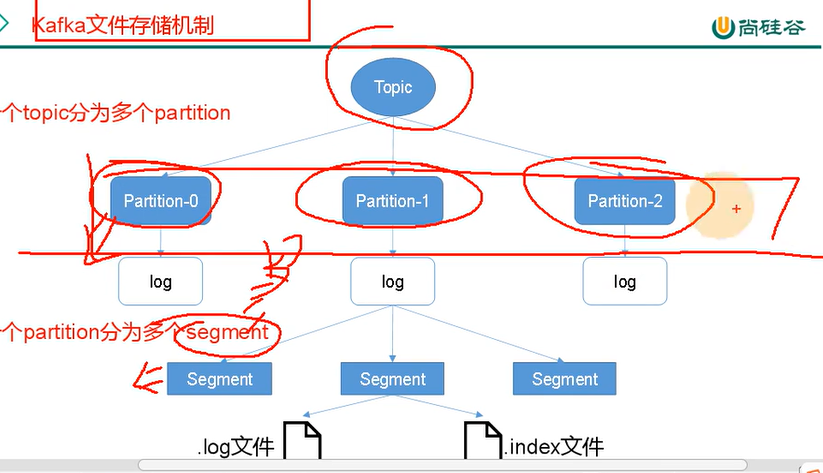 Kafka文件存储机制
尚硅谷
Topic
个topic分为多个partition
Partition-0
Partition-1
Partition-2
log
log
log
个partition分为多个segment
Segment
Segment
Segment
.log文件
.index文件